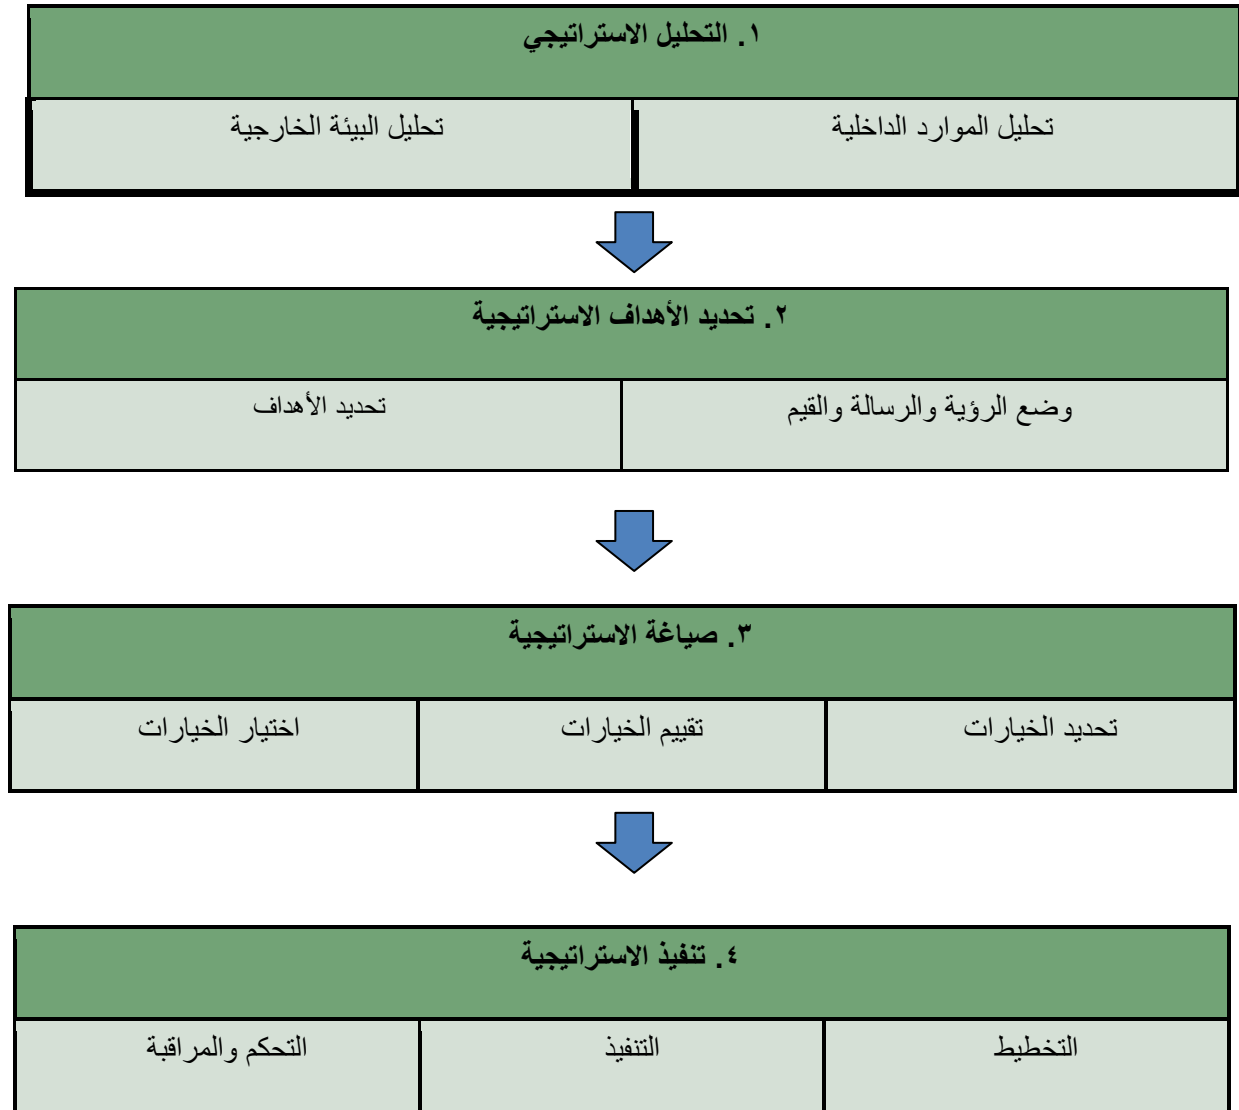 ١. التحليل الاستراتيجي
تحليل الموارد الداخلية
تحليل البيئة الخارجية
٢. تحديد الأهداف الاستراتيجية
وضع الرؤية والرسالة والقيم
تحديد الأهداف
٣. صياغة الاستراتيجية
تحديد الخيارات
تقييم الخيارات
اختيار الخيارات
٤. تنفيذ الاستراتيجية
التخطيط
التنفيذ
التحكم والمراقبة